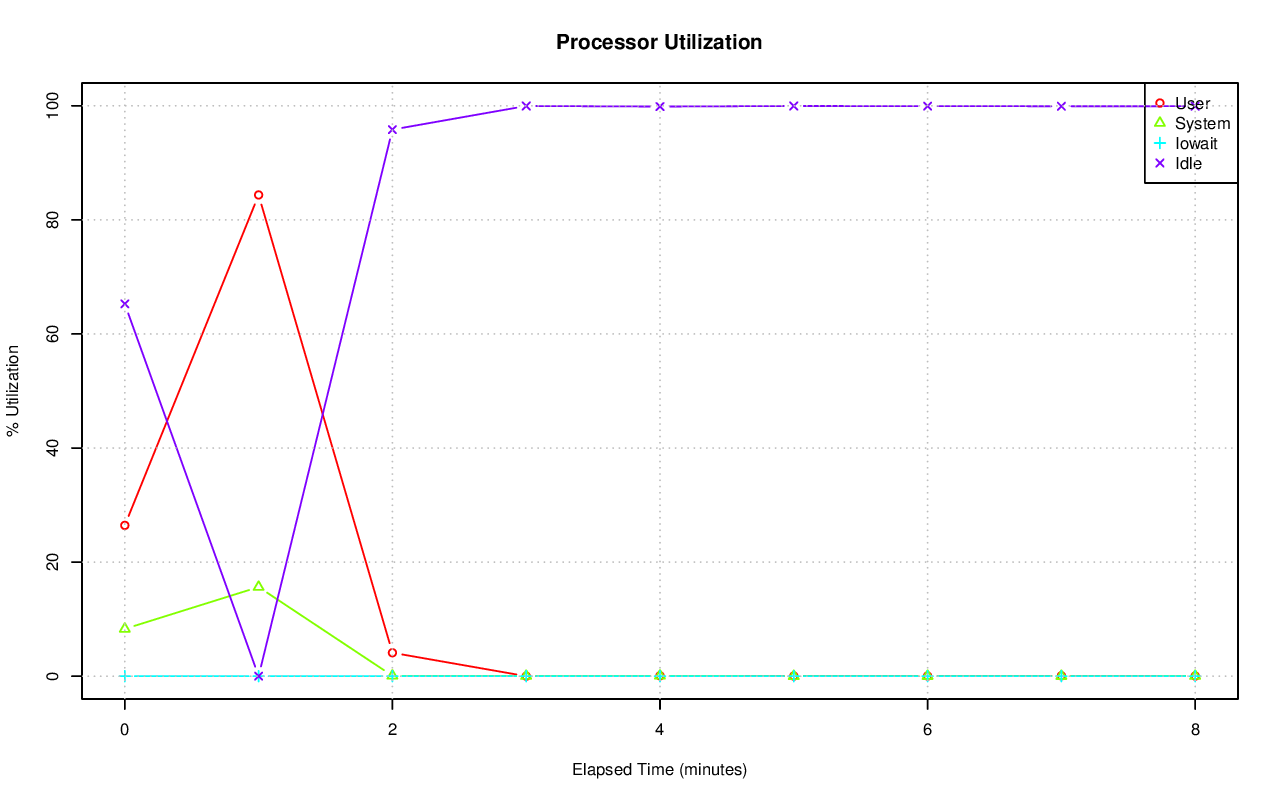 Processor Utilization
% Utilization
100
80
60
40
20
0
User
System
Iowait
Idle
0 2 4 6 8
Elapsed Time (minutes)